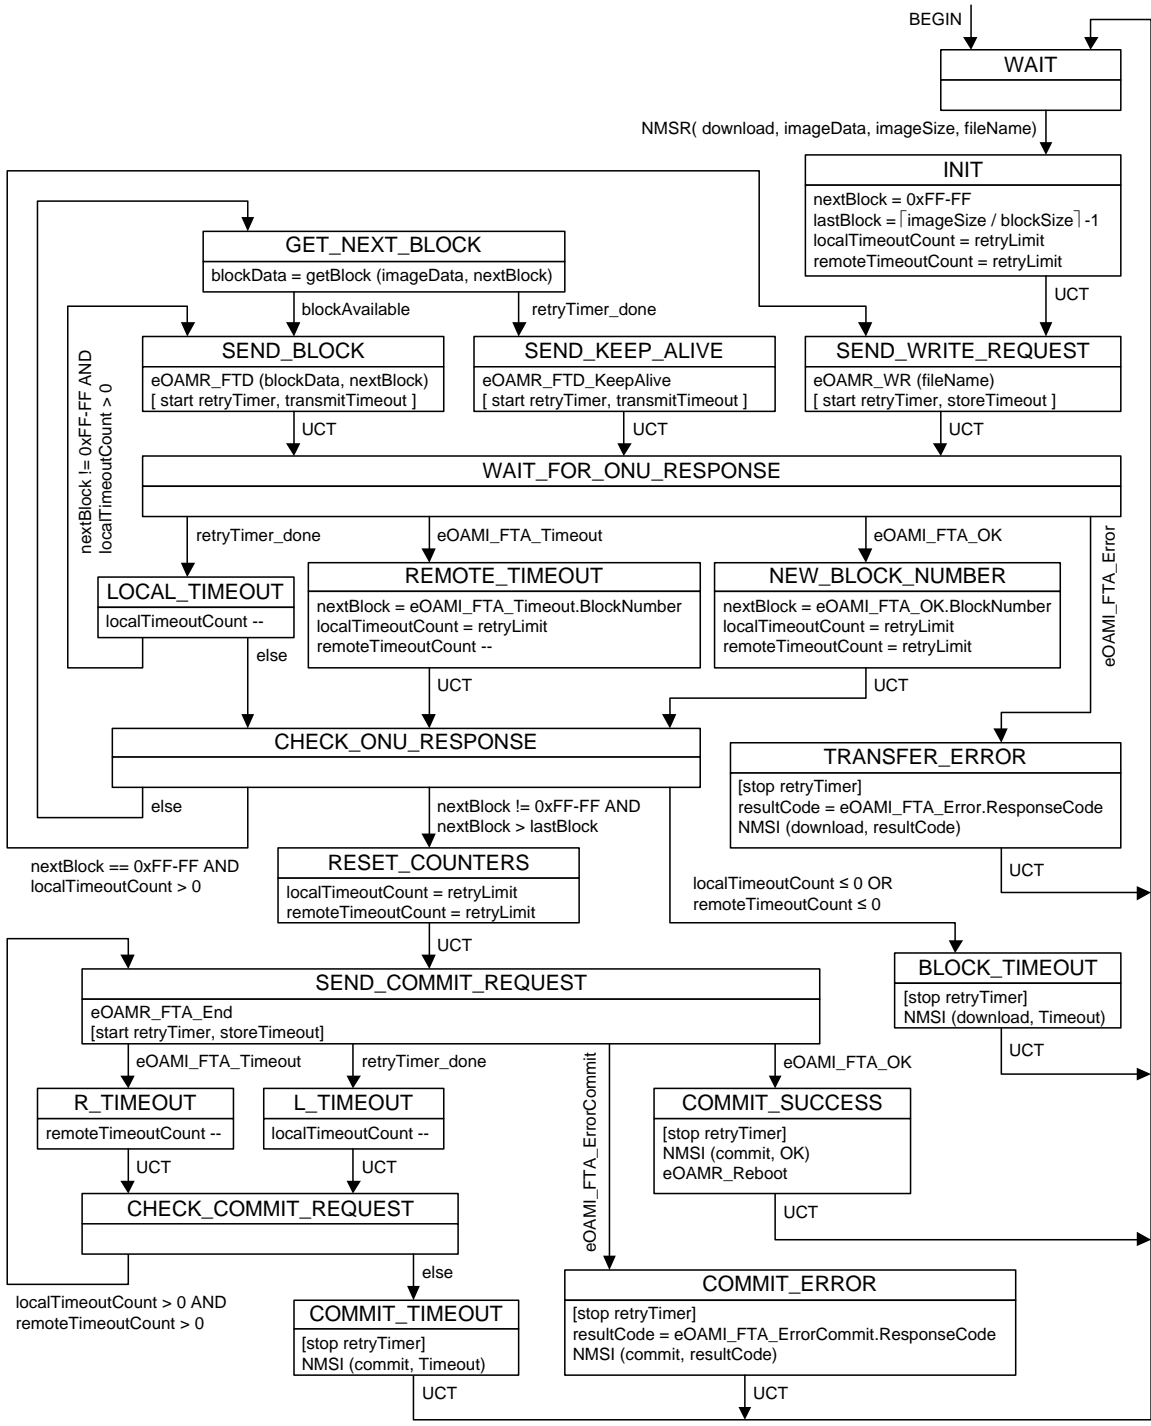 BEGIN
WAIT
NMSR( download, imageData, imageSize, fileName)
INIT
nextBlock = 0xFF-FF
lastBlock =⌈imageSize / blockSize⌉ -1
localTimeoutCount = retryLimit
remoteTimeoutCount = retryLimit
UCT
GET_NEXT_BLOCK
blockData = getBlock (imageData, nextBlock)
blockAvailable
retryTimer_done
SEND_BLOCK
eOAMR_FTD (blockData, nextBlock)
[ start retryTimer, transmitTimeout ]
UCT
SEND_KEEP_ALIVE
eOAMR_FTD_KeepAlive
[ start retryTimer, transmitTimeout ]
UCT
SEND_WRITE_REQUEST
eOAMR_WR (fileName)
[ start retryTimer, storeTimeout ]
UCT
nextBlock != 0xFF-FF AND
localTimeoutCount > 0
WAIT_FOR_ONU_RESPONSE
retryTimer_done
eOAMI_FTA_Timeout
eOAMI_FTA_OK
eOAMI_FTA_Error
LOCAL_TIMEOUT
localTimeoutCount --
else
REMOTE_TIMEOUT
nextBlock = eOAMI_FTA_Timeout.BlockNumber
localTimeoutCount = retryLimit
remoteTimeoutCount --
UCT
NEW_BLOCK_NUMBER
nextBlock = eOAMI_FTA_OK.BlockNumber
localTimeoutCount = retryLimit
remoteTimeoutCount = retryLimit
UCT
CHECK_ONU_RESPONSE
TRANSFER_ERROR
[stop retryTimer]
resultCode = eOAMI_FTA_Error.ResponseCode
NMSI (download, resultCode)
UCT
else
nextBlock == 0xFF-FF AND
localTimeoutCount > 0
nextBlock != 0xFF-FF AND
nextBlock > lastBlock
localTimeoutCount ≤ 0 OR
remoteTimeoutCount ≤ 0
RESET_COUNTERS
localTimeoutCount = retryLimit
remoteTimeoutCount = retryLimit
UCT
BLOCK_TIMEOUT
[stop retryTimer]
NMSI (download, Timeout)
UCT
SEND_COMMIT_REQUEST
eOAMR_FTA_End
[start retryTimer, storeTimeout]
eOAMI_FTA_Timeout
retryTimer_done
eOAMI_FTA_ErrorCommit
eOAMI_FTA_OK
R_TIMEOUT
remoteTimeoutCount --
UCT
L_TIMEOUT
localTimeoutCount --
UCT
COMMIT_SUCCESS
[stop retryTimer]
NMSI (commit, OK)
eOAMR_Reboot
UCT
CHECK_COMMIT_REQUEST
localTimeoutCount > 0 AND
remoteTimeoutCount > 0
else
COMMIT_TIMEOUT
[stop retryTimer]
NMSI (commit, Timeout)
UCT
COMMIT_ERROR
[stop retryTimer]
resultCode = eOAMI_FTA_ErrorCommit.ResponseCode
NMSI (commit, resultCode)
UCT